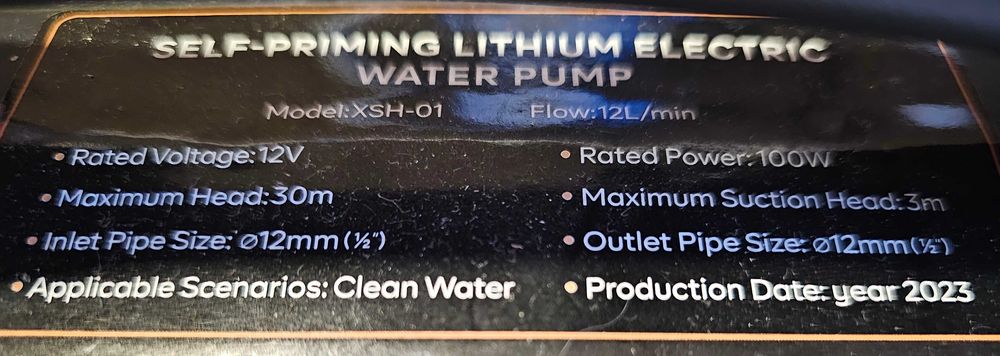 SELF-PRIMING LITHIUM ELECTRIC
WATER PUMP
Model:XSH-01 Flow:12L/min
• Rated Voltage: 12V • Rated Power: 100W
• Maximum Head:30m • Maximum Suction Head:3m
• Inlet Pipe Size: ⌀12mm (½") • Outlet Pipe Size: ⌀12mm (½")
• Applicable Scenarios: Clean Water • Production Date: year 2023